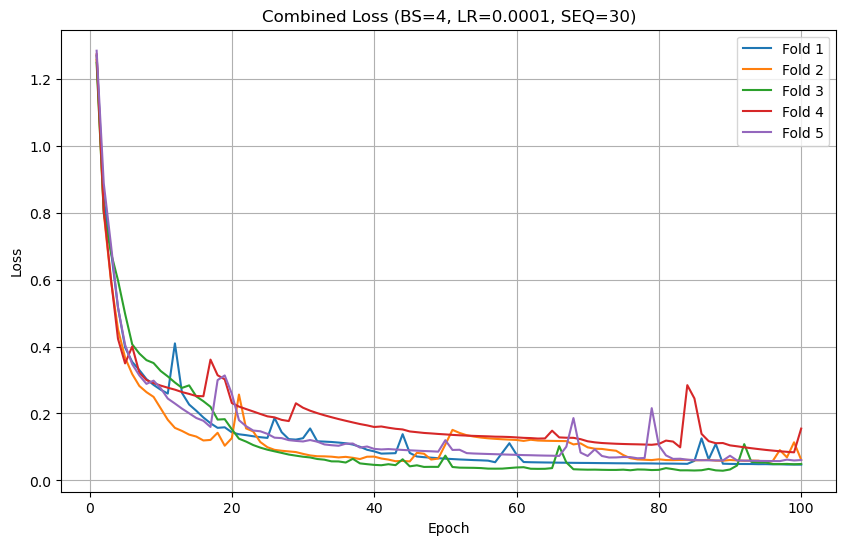 Combined Loss (BS=4, LR=0.0001, SEQ=30)
Fold 1
Fold 2
Fold 3
Fold 4
Fold 5
1.2
1.0
0.8
0.6
0.4
0.2
0.0
Loss
0 20 40 60 80 100
Epoch